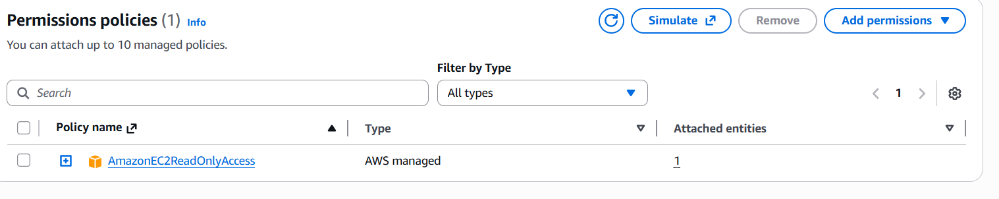 Permissions policies (1) Info
Simulate Remove Add permissions
You can attach up to 10 managed policies.
Filter by Type
Search All types 1
Policy name Type Attached entities
AmazonEC2ReadOnlyAccess AWS managed 1